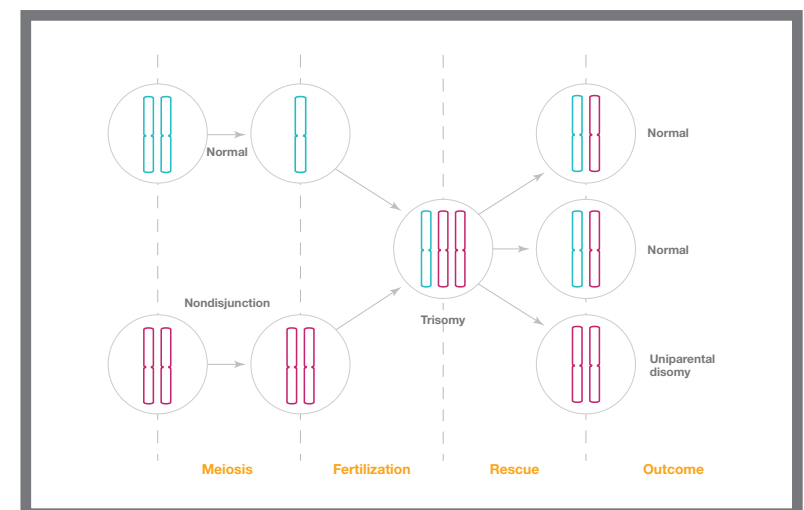 Normal
Normal
Normal
Nondisjunction
Trisomy
Uniparental
disomy
Meiosis
Fertilization
Rescue
Outcome